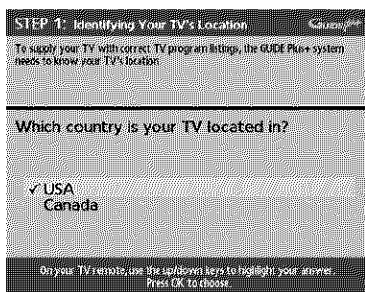 STEP 1: Identifying Your TV's Location
To supply your TV with correct TV program listings, the GUIDE Plus+ system
needs to know your TV's location
Which country is your TV located in?
✓ USA
Canada
On your TV remote, use the up/down keys to highlight your answer.
Press OK to choose.